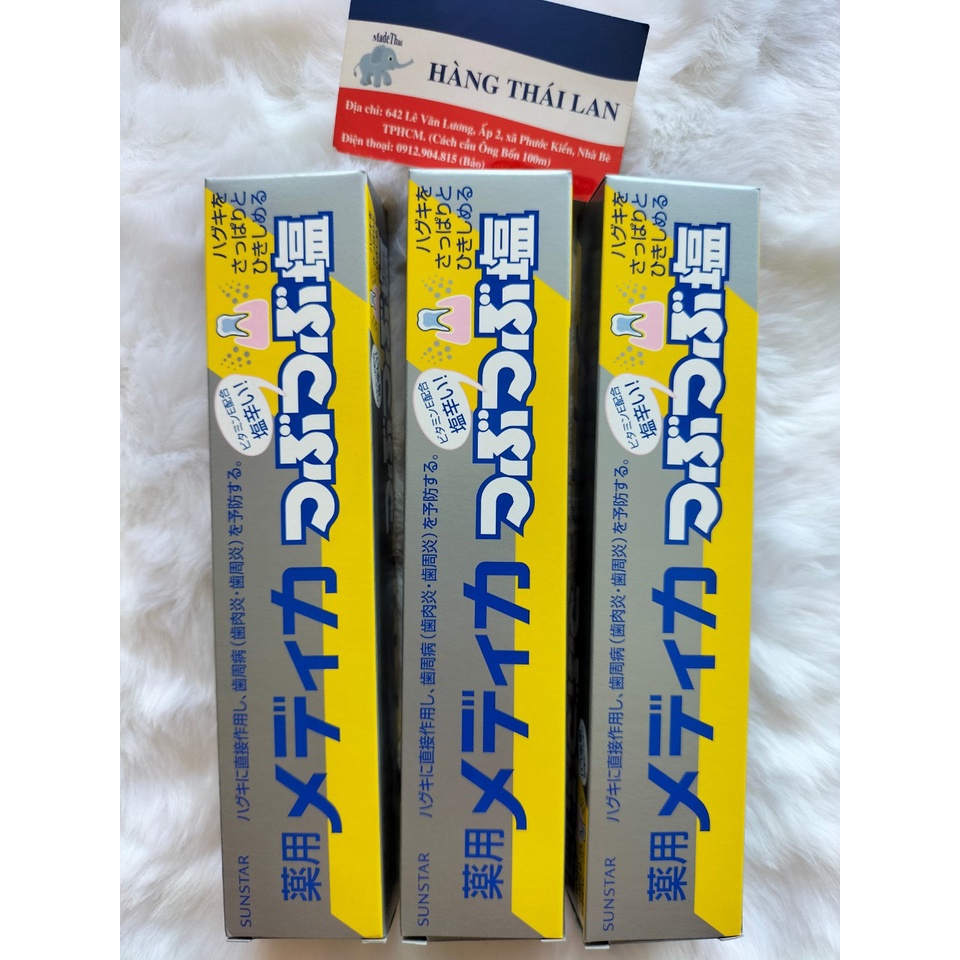 MadeThai
HÀNG THÁI LAN
Địa chỉ: 642 Lê Văn Lương, Ấp 2, xã Phước Kiển, Nhà Bè
TPHCM. (Cách cầu Ông Bốn 100m)
Điện thoại: 0912.904.815 (Bảo)
ハグキを
さっぱりと
ひきしめる
ビタミンE配合
塩辛い!
ハグキに直接作用し、歯周病(歯肉炎・歯周炎)を予防する。
薬用メディカつぶつぶ塩
SUNSTAR
ハグキを
さっぱりと
ひきしめる
ビタミンE配合
塩辛い!
ハグキに直接作用し、歯周病(歯肉炎・歯周炎)を予防する。
薬用メディカつぶつぶ塩
SUNSTAR
ハグキを
さっぱりと
ひきしめる
ビタミンE配合
塩辛い!
ハグキに直接作用し、歯周病(歯肉炎・歯周炎)を予防する。
薬用メディカつぶつぶ塩
SUNSTAR